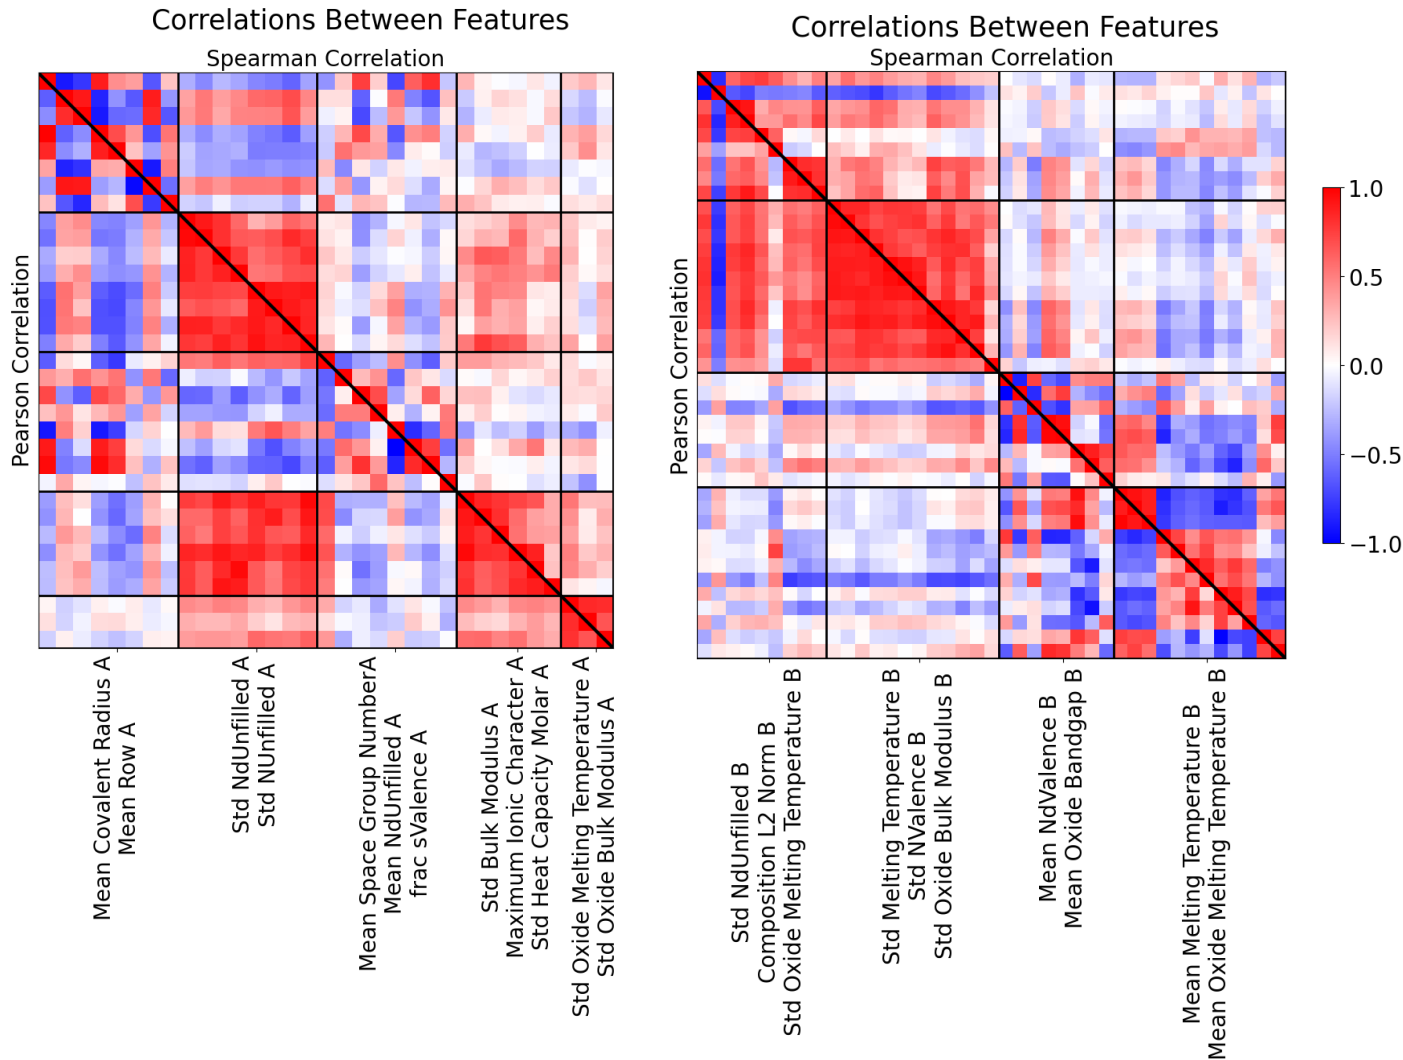 Correlations Between Features
Spearman Correlation
Pearson Correlation
Mean Covalent Radius A
Mean Row A
Std NdUnfilled A
Std NUnfilled A
Mean Space Group NumberA
Mean NdUnfilled A
frac sValence A
Std Bulk Modulus A
Maximum Ionic Character A
Std Heat Capacity Molar A
Std Oxide Melting Temperature A
Std Oxide Bulk Modulus A
Correlations Between Features
Spearman Correlation
Pearson Correlation
Std NdUnfilled B
Composition L2 Norm B
Std Oxide Melting Temperature B
Std Melting Temperature B
Std NValence B
Std Oxide Bulk Modulus B
Mean NdValence B
Mean Oxide Bandgap B
Mean Melting Temperature B
Mean Oxide Melting Temperature B
1.0
0.5
0.0
−0.5
−1.0